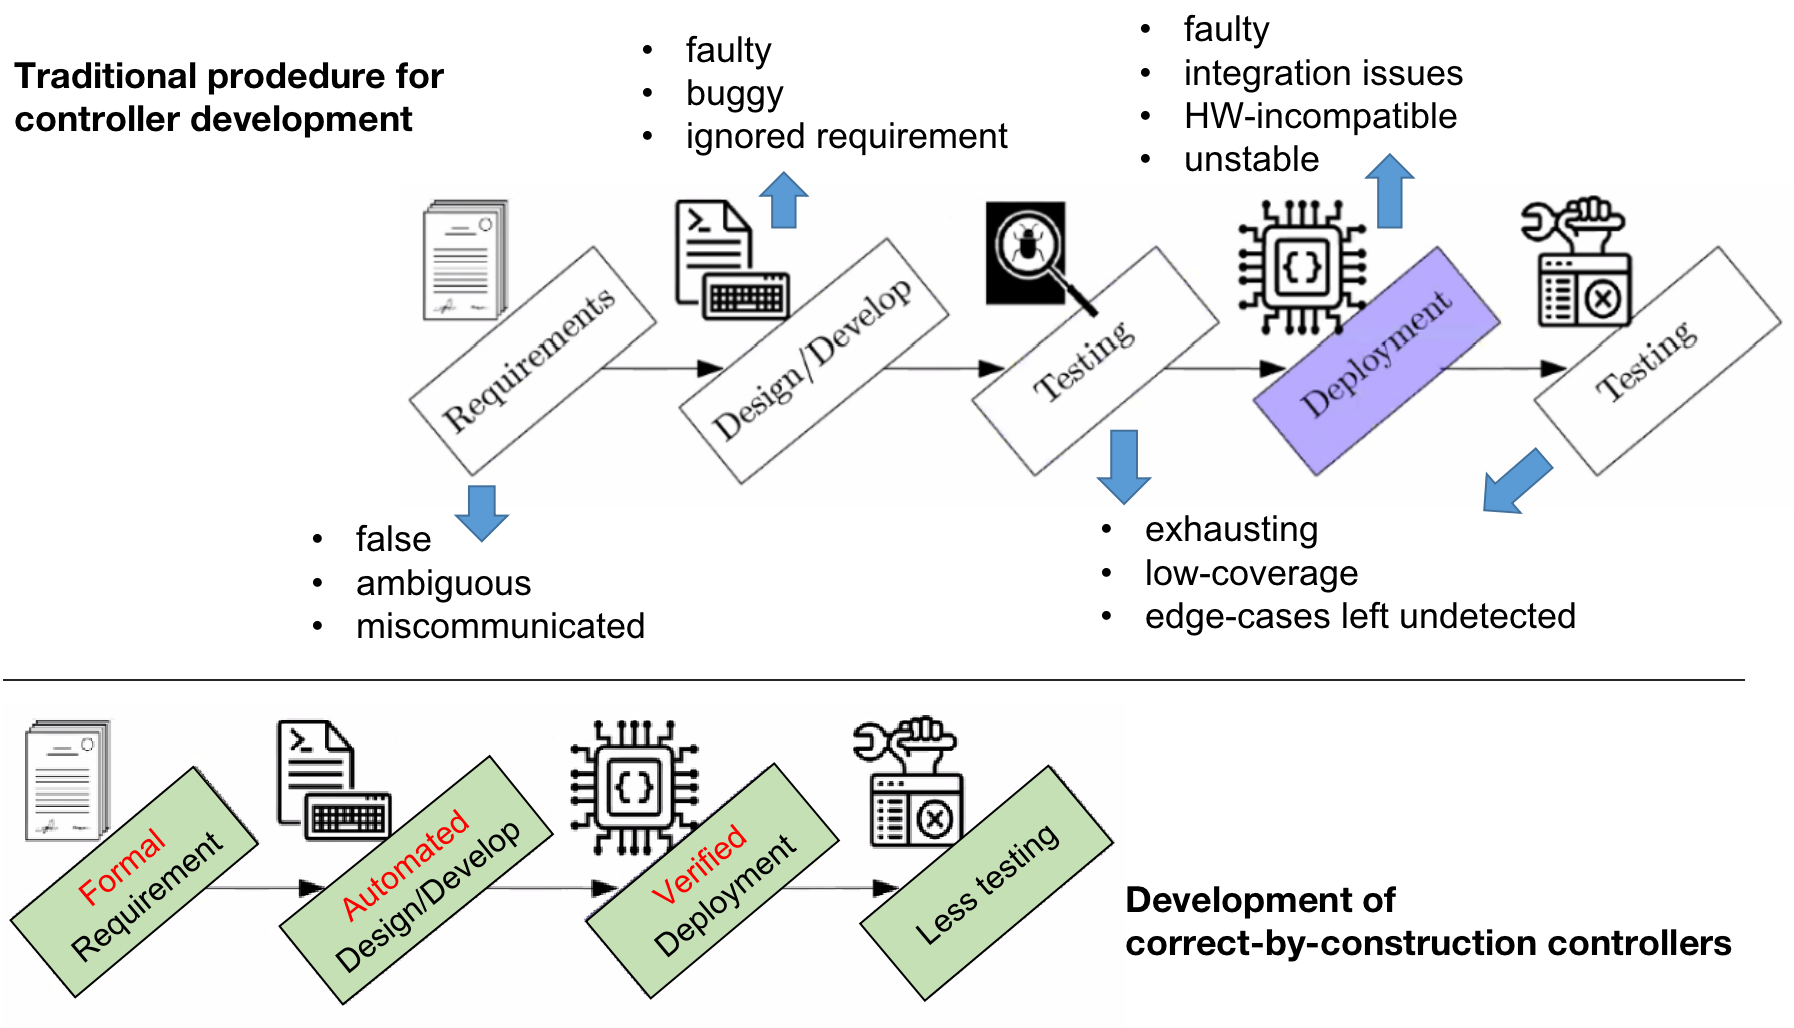 Traditional prodedure for
controller development
• faulty
• buggy
• ignored requirement
• faulty
• integration issues
• HW-incompatible
• unstable
Requirements
Design/Develop
Testing
Deployment
Testing
• false
• ambiguous
• miscommunicated
• exhausting
• low-coverage
• edge-cases left undetected
Formal
Requirement
Automated
Design/Develop
Verified
Deployment
Less testing
Development of
correct-by-construction controllers